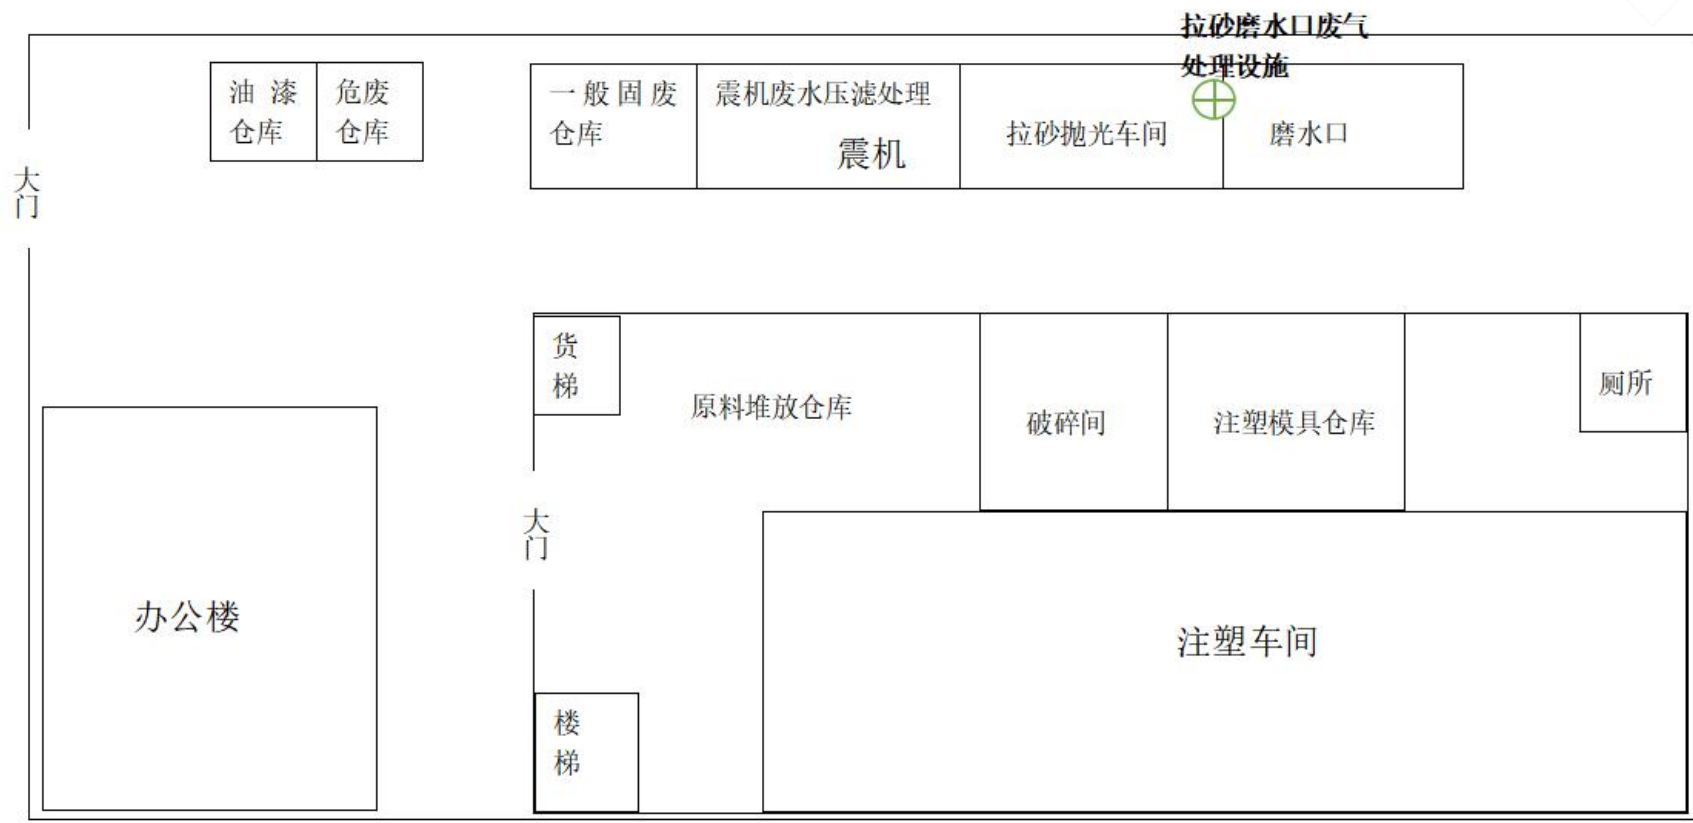 拉砂磨水口废气
处理设施
油漆
仓库
危废
仓库
一般固废
仓库
震机废水压滤处理
震机
拉砂抛光车间
磨水口
大
门
货
梯
原料堆放仓库
破碎间
注塑模具仓库
厕所
大
门
办公楼
注塑车间
楼
梯